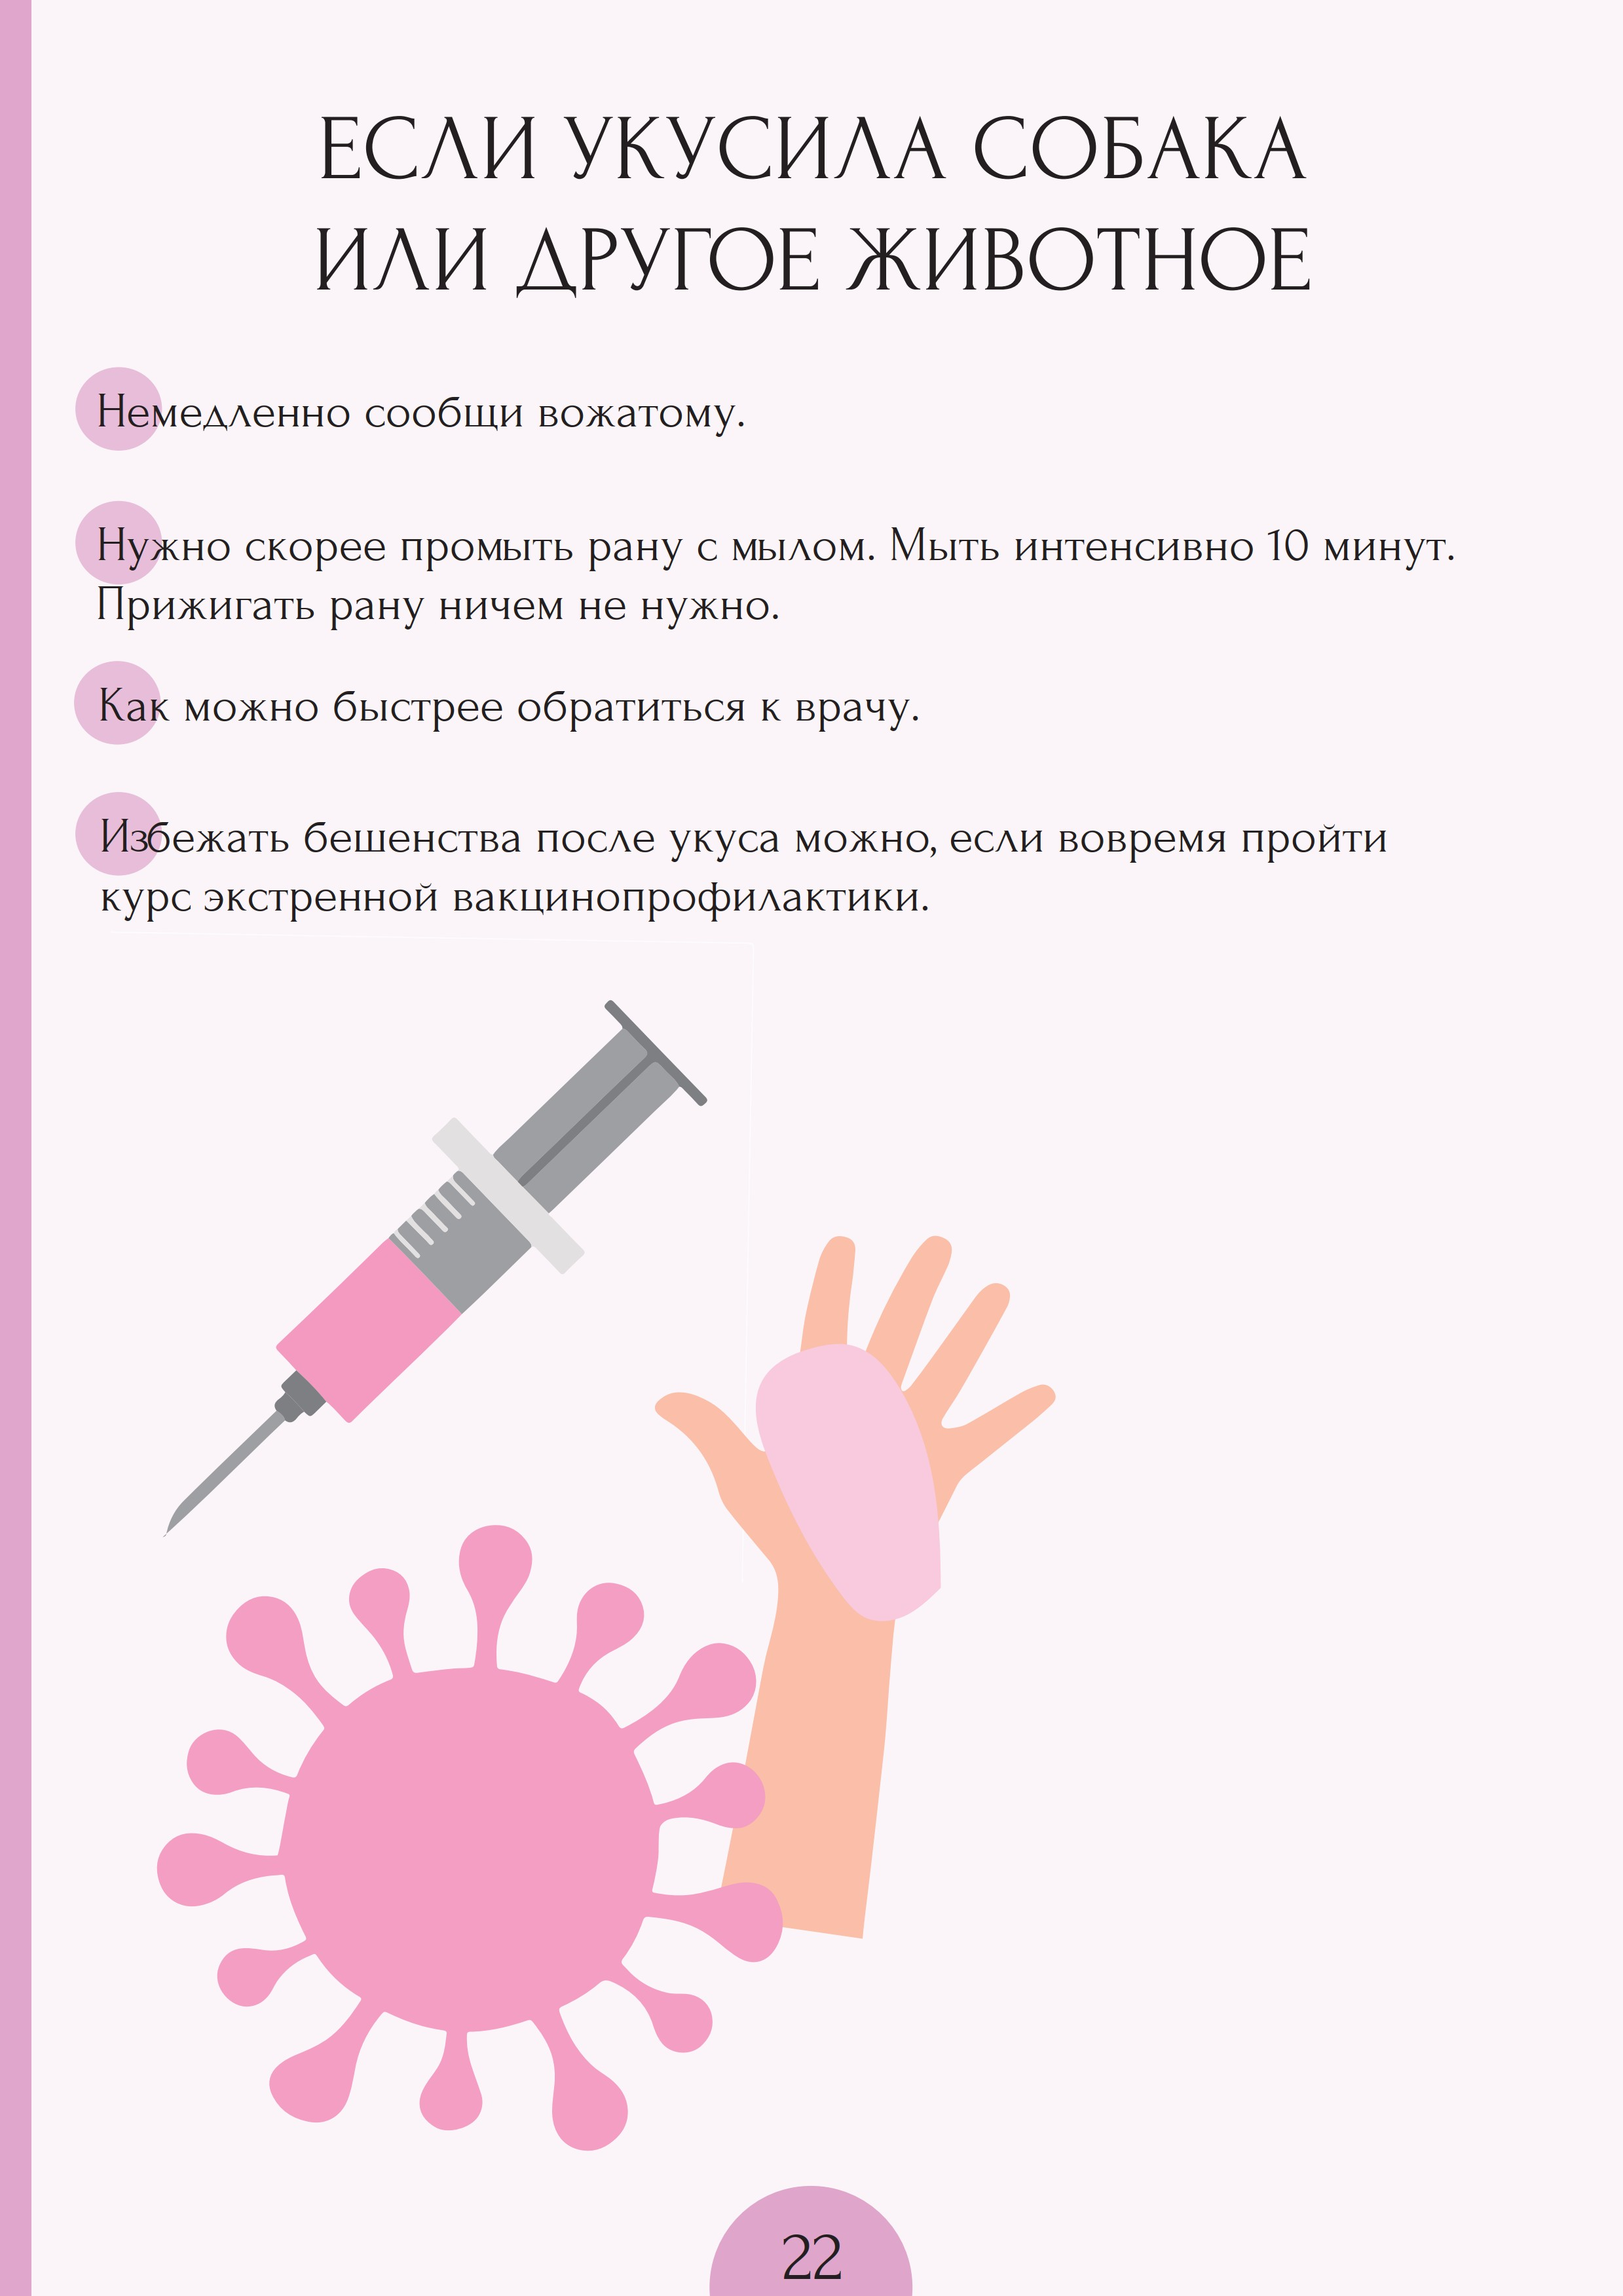 ЕСЛИ УКУСИЛА СОБАКА
ИЛИ ДРУГОЕ ЖИВОТНОЕ
Немедленно сообщи вожатому.
Нужно скорее промыть рану с мылом. Мыть интенсивно 10 минут.
Прижигать рану ничем не нужно.
Как можно быстрее обратиться к врачу.
Избежать бешенства после укуса можно, если вовремя пройти
курс экстренной вакцинопрофилактики.
22